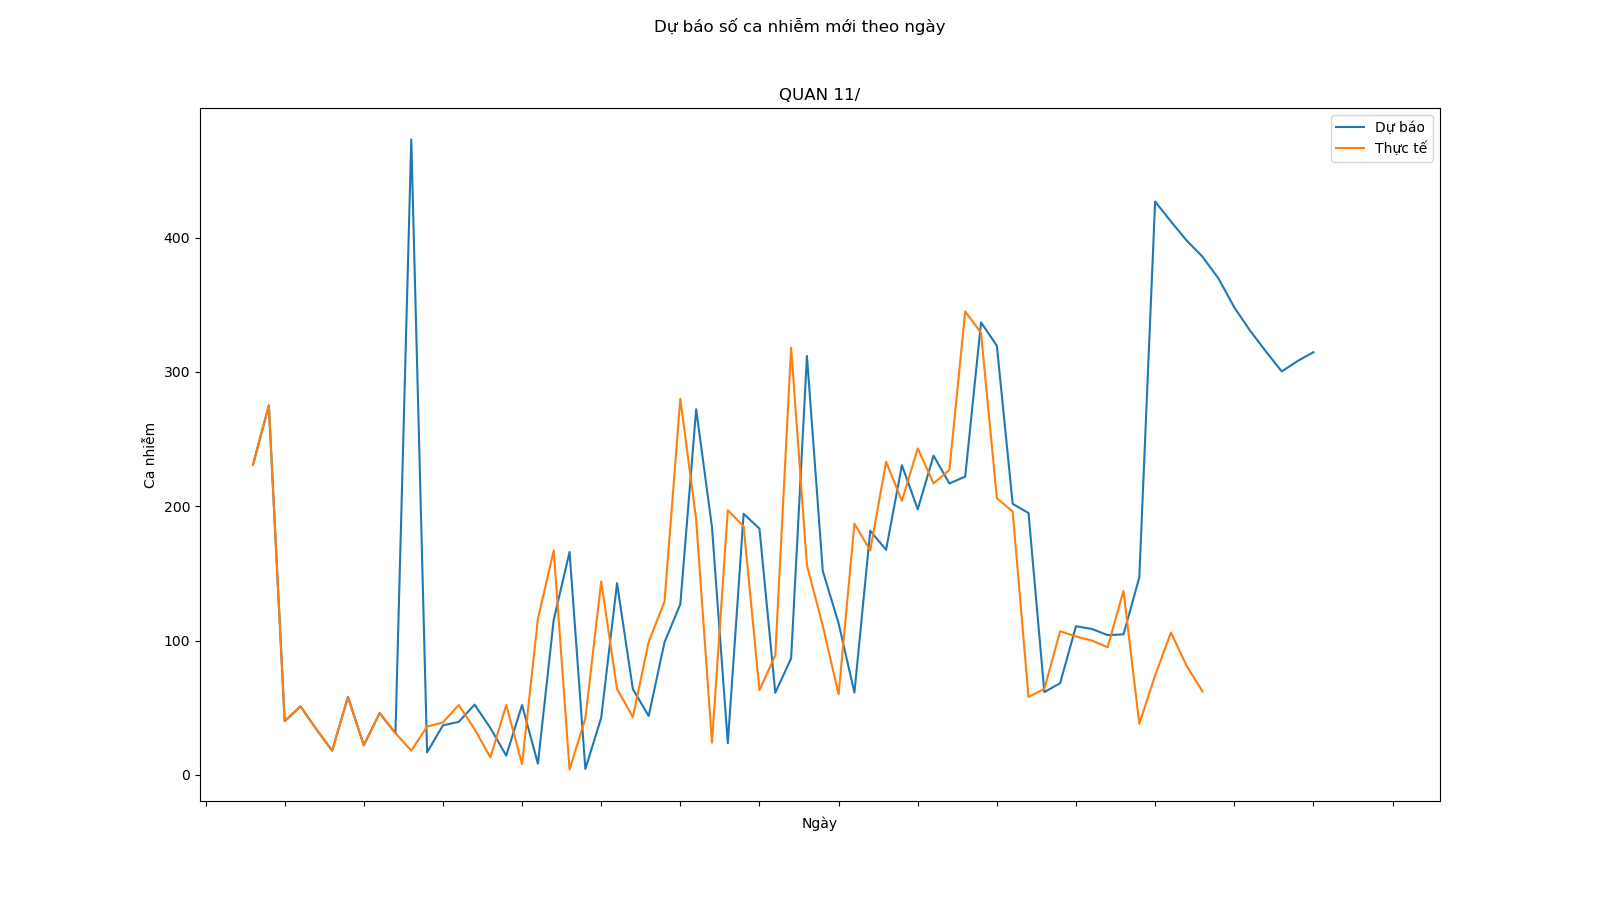 Dự báo số ca nhiễm mới theo ngày
QUAN 11/
Dự báo
Thực tế
400
300
200
100
0
Ca nhiễm
Ngày